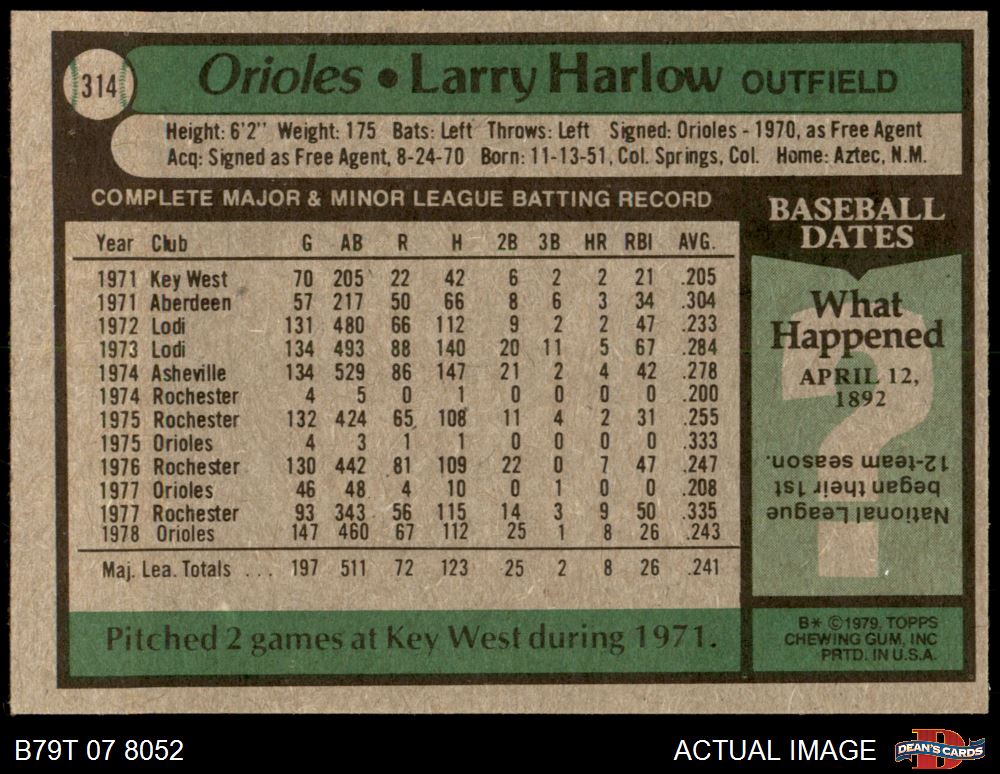 314
Orioles • Larry Harlow OUTFIELD
Height: 6'2" Weight: 175 Bats: Left Throws: Left Signed: Orioles - 1970, as Free Agent
Acq: Signed as Free Agent, 8-24-70 Born: 11-13-51, Col. Springs, Col. Home: Aztec, N.M.
COMPLETE MAJOR & MINOR LEAGUE BATTING RECORD
Year Club G AB R H 2B 3B HR RBI AVG.
1971 Key West 70 205 22 42 6 2 2 21 .205
1971 Aberdeen 57 217 50 66 8 6 3 34 .304
1972 Lodi 131 480 66 112 9 2 2 47 .233
1973 Lodi 134 493 88 140 20 11 5 67 .284
1974 Asheville 134 529 86 147 21 2 4 42 .278
1974 Rochester 4 5 0 1 0 0 0 0 .200
1975 Rochester 132 424 65 108 11 4 2 31 .255
1975 Orioles 4 3 1 1 0 0 0 0 .333
1976 Rochester 130 442 81 109 22 0 7 47 .247
1977 Orioles 46 48 4 10 0 1 0 0 .208
1977 Rochester 93 343 56 115 14 3 9 50 .335
1978 Orioles 147 460 67 112 25 1 8 26 .243
Maj. Lea. Totals ... 197 511 72 123 25 2 8 26 .241
Pitched 2 games at Key West during 1971.
BASEBALL
DATES
What
Happened
APRIL 12,
1892
?
National League
began their 1st
12-team season.
B* ©1979, TOPPS
CHEWING GUM, INC
PRTD. IN U.S.A.
B79T 07 8052
ACTUAL IMAGE
DEAN'S CARDS